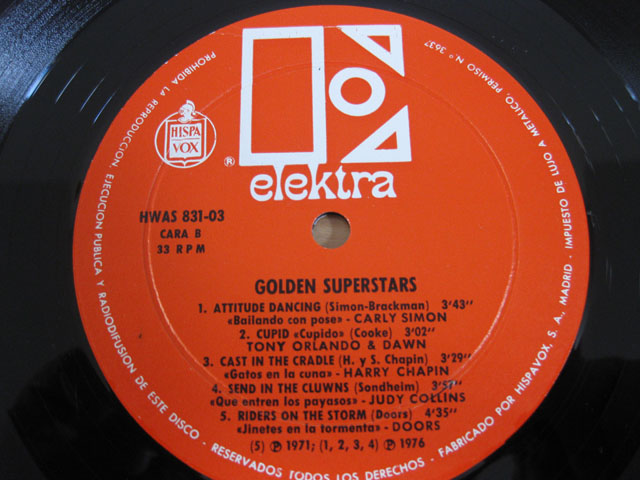 elektra
®
HISPA
VOX
HWAS 831-03
CARA B
33 RPM
GOLDEN SUPERSTARS
1. ATTITUDE DANCING (Simon-Brackman) 3'43''
«Bailando con pose» - CARLY SIMON
2. CUPID «Cupido» (Cooke) 3'02''
TONY ORLANDO & DAWN
3. CAST IN THE CRADLE (H. y S. Chapin) 3'29''
«Gatos en la cuna» - HARRY CHAPIN
4. SEND IN THE CLUWNS (Sondheim) 3'57''
«Que entren los payasos» - JUDY COLLINS
5. RIDERS ON THE STORM (Doors) 4'35''
«Jinetes en la tormenta» - DOORS
(5) Ⓟ 1971; (1, 2, 3, 4) Ⓟ 1976
PROHIBIDA LA REPRODUCCION, EJECUCION PUBLICA Y RADIODIFUSION DE ESTE DISCO - RESERVADOS TODOS LOS DERECHOS - FABRICADO POR HISPAVOX, S. A., MADRID - IMPUESTO DE LUJO A METALICO, PERMISO N.º 3637